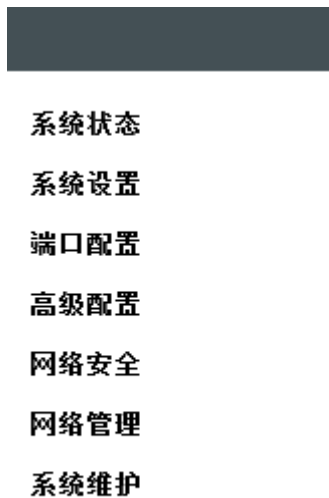 系统状态
系统设置
端口配置
高级配置
网络安全
网络管理
系统维护